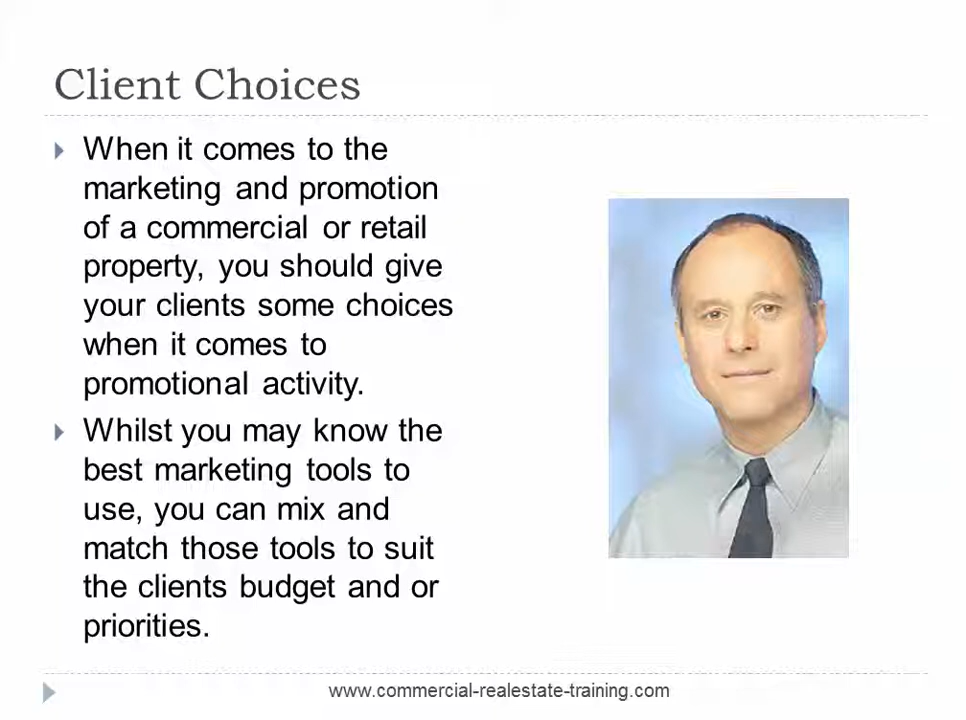 Client Choices
When it comes to the
marketing and promotion
of a commercial or retail
property, you should give
your clients some choices
when it comes to
promotional activity.
Whilst you may know the
best marketing tools to
use, you can mix and
match those tools to suit
the clients budget and or
priorities.
www.commercial-realestate-training.com